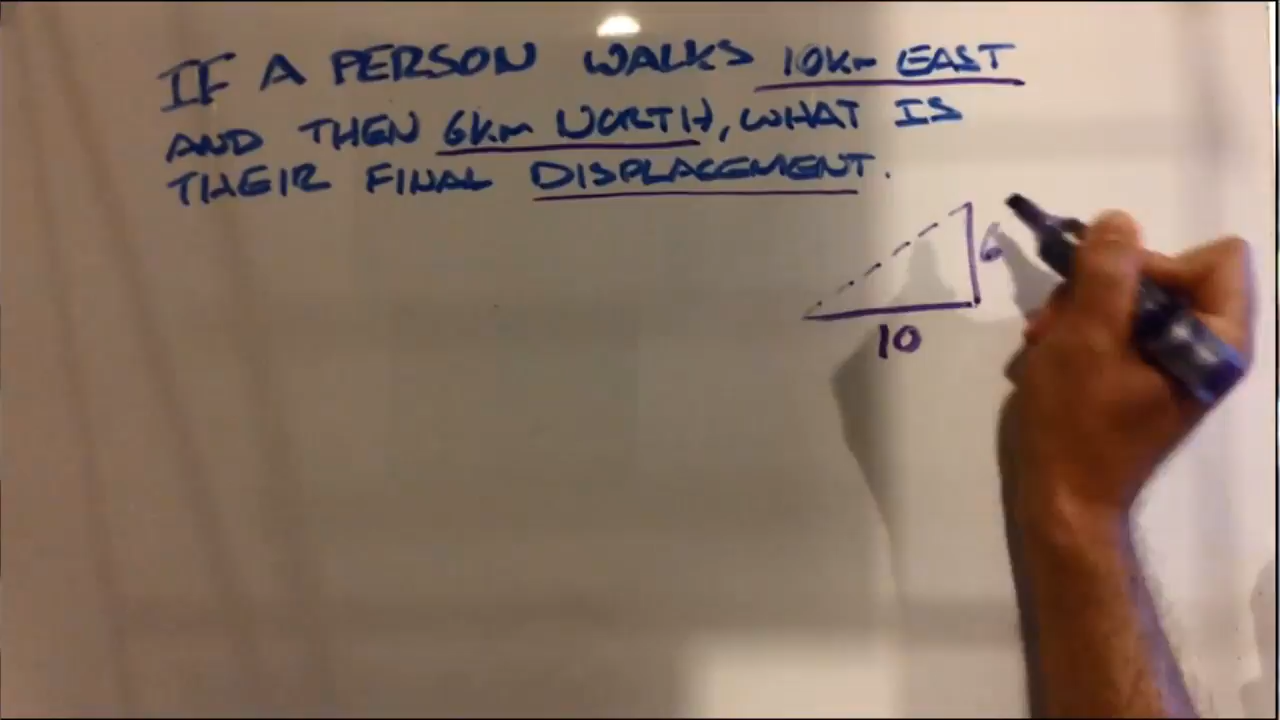 IF A PERSON WALKS 10Km EAST
AND THEN 6Km NORTH, WHAT IS
THEIR FINAL DISPLACEMENT.
6
10